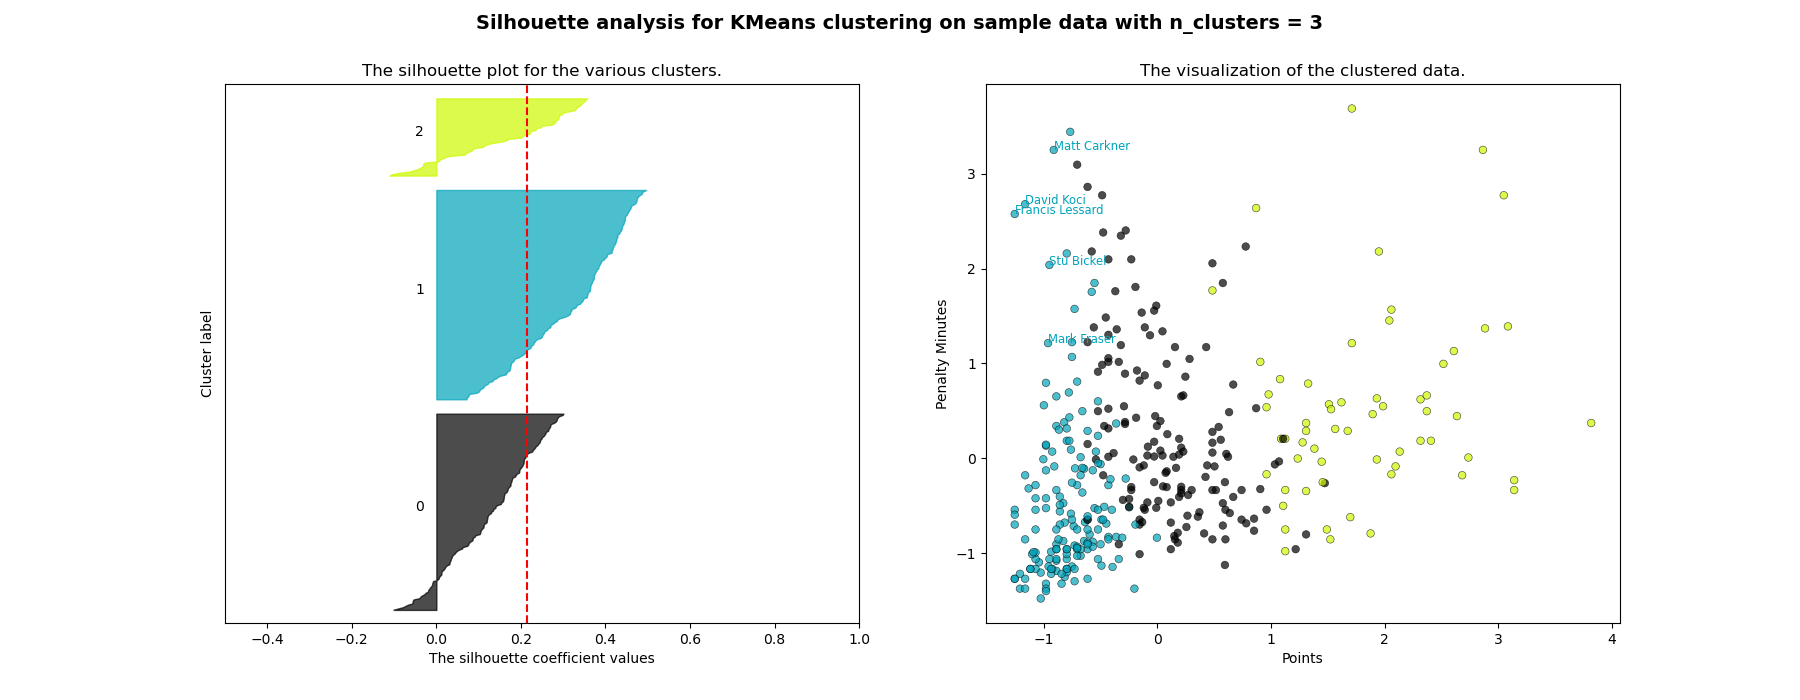 Silhouette analysis for KMeans clustering on sample data with n_clusters = 3
The silhouette plot for the various clusters.
2
1
0
Cluster label
−0.4 −0.2 0.0 0.2 0.4 0.6 0.8 1.0
The silhouette coefficient values
The visualization of the clustered data.
Matt Carkner
David Koci
Francis Lessard
Stu Bickel
Mark Fraser
3
2
1
0
−1
Penalty Minutes
−1 0 1 2 3 4
Points